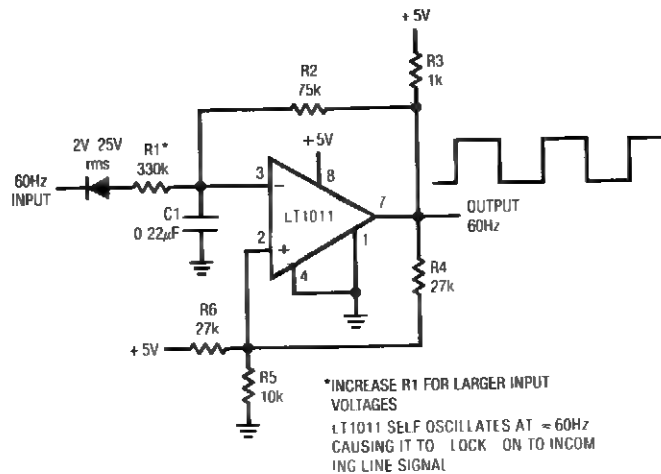 + 5V
R3
1k
R2
75k
2V 25V
rms
R1*
330k
+ 5V
60Hz
INPUT
3
−
8
LT1011
7
C1
0 22µF
2
+
4
1
OUTPUT
60Hz
R4
27k
R6
27k
+ 5V
R5
10k
*INCREASE R1 FOR LARGER INPUT
VOLTAGES
LT1011 SELF OSCILLATES AT ≈ 60Hz
CAUSING IT TO LOCK ON TO INCOM
ING LINE SIGNAL